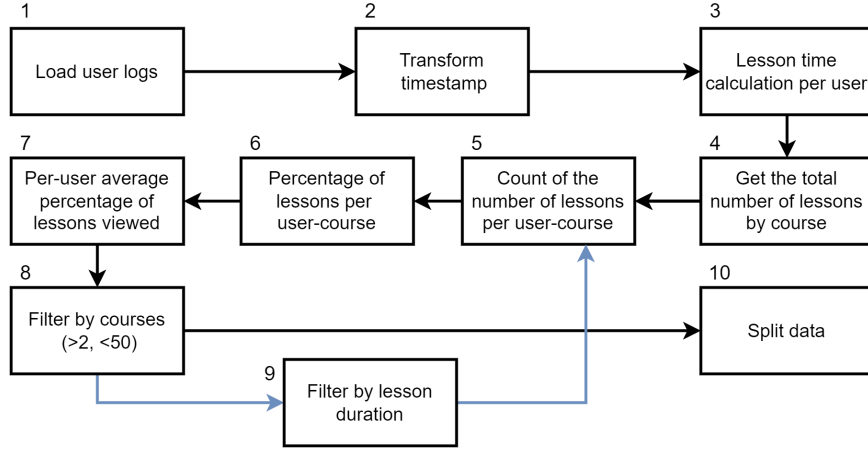 1
Load user logs
2
Transform
timestamp
3
Lesson time
calculation per user
4
Get the total
number of lessons
by course
5
Count of the
number of lessons
per user-course
6
Percentage of
lessons per
user-course
7
Per-user average
percentage of
lessons viewed
8
Filter by courses
(>2, <50)
9
Filter by lesson
duration
10
Split data